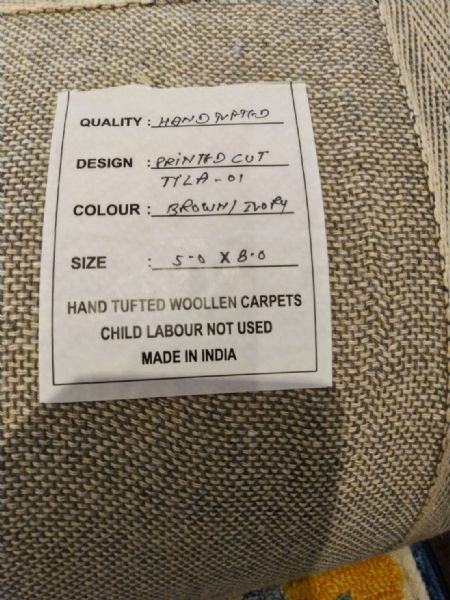 QUALITY : HAND TUFTED
DESIGN : PRINTED CUT
TYLA-01
COLOUR : BROWN/IVORY
SIZE : 5.0 X 8.0
HAND TUFTED WOOLLEN CARPETS
CHILD LABOUR NOT USED
MADE IN INDIA